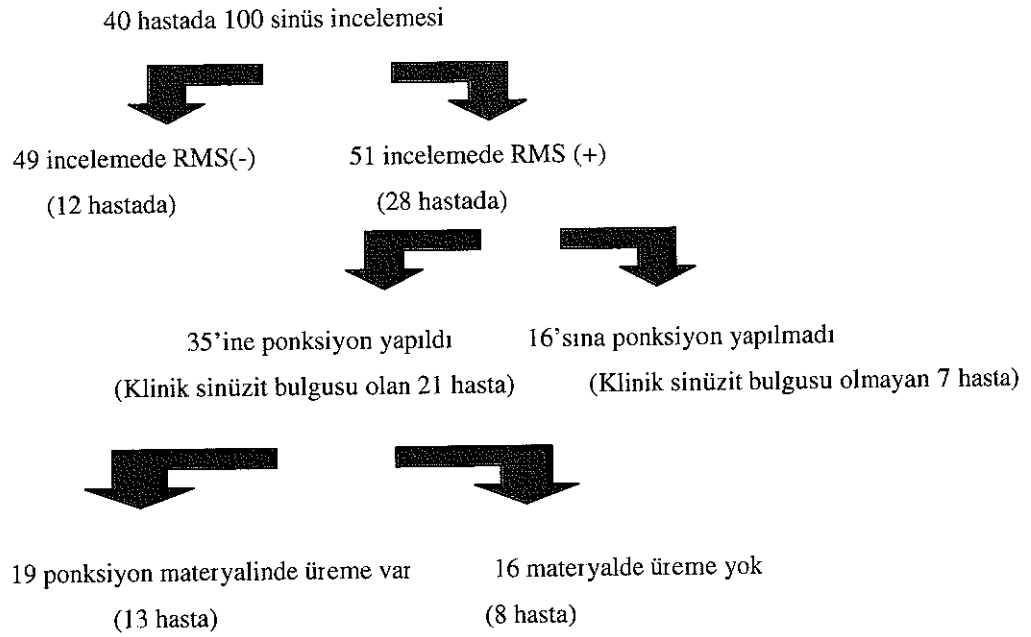 40 hastada 100 sinüs incelemesi
49 incelemede RMS(-)
(12 hastada)
51 incelemede RMS (+)
(28 hastada)
35’ine ponksiyon yapıldı
(Klinik sinüzit bulgusu olan 21 hasta)
16’sına ponksiyon yapılmadı
(Klinik sinüzit bulgusu olmayan 7 hasta)
19 ponksiyon materyalinde üreme var
(13 hasta)
16 materyalde üreme yok
(8 hasta)